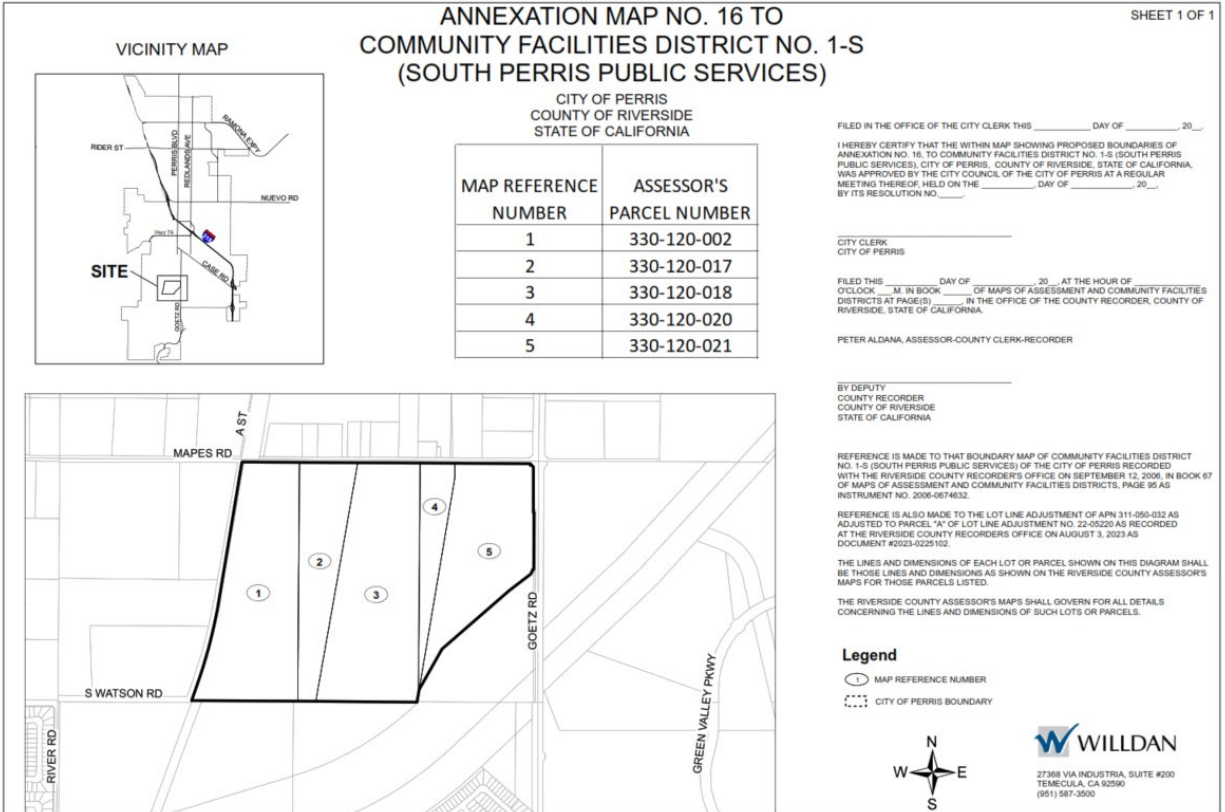 ANNEXATION MAP NO. 16 TO
COMMUNITY FACILITIES DISTRICT NO. 1-S
(SOUTH PERRIS PUBLIC SERVICES)
SHEET 1 OF 1
CITY OF PERRIS
COUNTY OF RIVERSIDE
STATE OF CALIFORNIA
VICINITY MAP
RAMONA EXPY
RIDER ST
PERRIS BLVD
REDLANDS AVE
NUEVO RD
Hwy 74
CASE RD
SITE
GOETZ RD
MAP REFERENCE NUMBER ASSESSOR'S PARCEL NUMBER
1 330-120-002
2 330-120-017
3 330-120-018
4 330-120-020
5 330-120-021
FILED IN THE OFFICE OF THE CITY CLERK THIS ____________ DAY OF __________, 20__.
I HEREBY CERTIFY THAT THE WITHIN MAP SHOWING PROPOSED BOUNDARIES OF
ANNEXATION NO. 16, TO COMMUNITY FACILITIES DISTRICT NO. 1-S (SOUTH PERRIS
PUBLIC SERVICES), CITY OF PERRIS, COUNTY OF RIVERSIDE, STATE OF CALIFORNIA,
WAS APPROVED BY THE CITY COUNCIL OF THE CITY OF PERRIS AT A REGULAR
MEETING THEREOF, HELD ON THE ___________, DAY OF ____________, 20__,
BY ITS RESOLUTION NO._____.
CITY CLERK
CITY OF PERRIS
FILED THIS ____________ DAY OF ______________, 20__, AT THE HOUR OF ________
O'CLOCK ___.M. IN BOOK ______ OF MAPS OF ASSESSMENT AND COMMUNITY FACILITIES
DISTRICTS AT PAGE(S) ______, IN THE OFFICE OF THE COUNTY RECORDER, COUNTY OF
RIVERSIDE, STATE OF CALIFORNIA.
PETER ALDANA, ASSESSOR-COUNTY CLERK-RECORDER
BY DEPUTY
COUNTY RECORDER
COUNTY OF RIVERSIDE
STATE OF CALIFORNIA
REFERENCE IS MADE TO THAT BOUNDARY MAP OF COMMUNITY FACILITIES DISTRICT
NO. 1-S (SOUTH PERRIS PUBLIC SERVICES) OF THE CITY OF PERRIS RECORDED
WITH THE RIVERSIDE COUNTY RECORDER'S OFFICE ON SEPTEMBER 12, 2006, IN BOOK 67
OF MAPS OF ASSESSMENT AND COMMUNITY FACILITIES DISTRICTS, PAGE 95 AS
INSTRUMENT NO. 2006-0674632.
REFERENCE IS ALSO MADE TO THE LOT LINE ADJUSTMENT OF APN 311-050-032 AS
ADJUSTED TO PARCEL "A" OF LOT LINE ADJUSTMENT NO. 22-05220 AS RECORDED
AT THE RIVERSIDE COUNTY RECORDERS OFFICE ON AUGUST 3, 2023 AS
DOCUMENT #2023-0225102.
THE LINES AND DIMENSIONS OF EACH LOT OR PARCEL SHOWN ON THIS DIAGRAM SHALL
BE THOSE LINES AND DIMENSIONS AS SHOWN ON THE RIVERSIDE COUNTY ASSESSOR'S
MAPS FOR THOSE PARCELS LISTED.
THE RIVERSIDE COUNTY ASSESSOR'S MAPS SHALL GOVERN FOR ALL DETAILS
CONCERNING THE LINES AND DIMENSIONS OF SUCH LOTS OR PARCELS.
A ST
MAPES RD
1
2
3
4
5
GOETZ RD
S WATSON RD
RIVER RD
GREEN VALLEY PKWY
Legend
1 MAP REFERENCE NUMBER
CITY OF PERRIS BOUNDARY
N
W E
S
WILLDAN
27368 VIA INDUSTRIA, SUITE #200
TEMECULA, CA 92590
(951) 587-3500